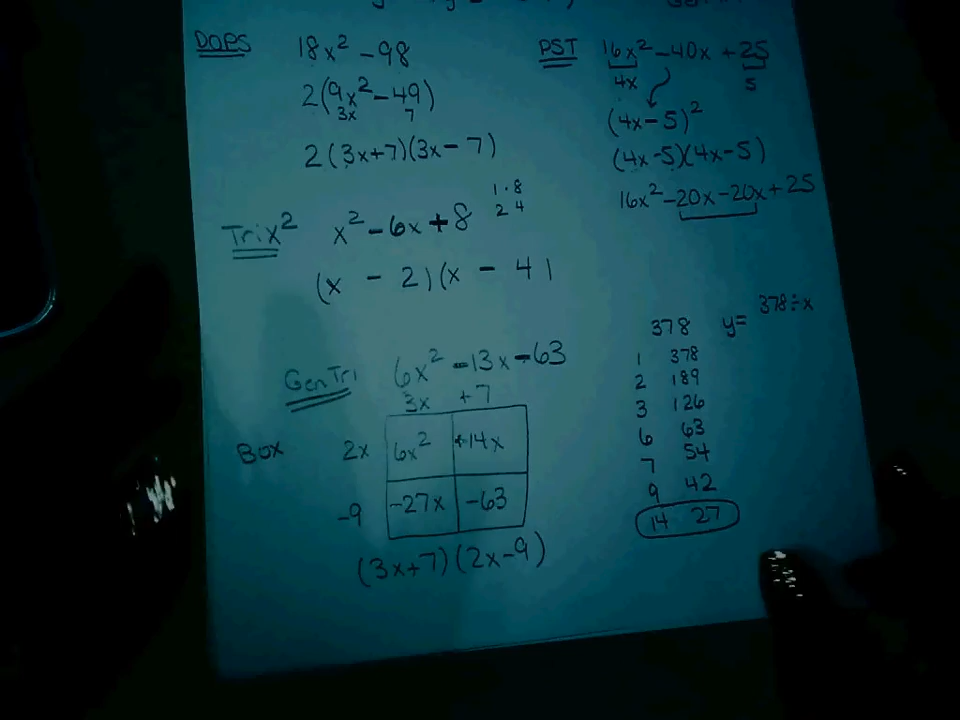 DOPS 18x² - 98
2(9x² - 49)
3x 7
2(3x+7)(3x-7)
PST 16x² - 40x + 25
4x 5
(4x-5)²
(4x-5)(4x-5)
16x² - 20x - 20x + 25
Trix² x² - 6x + 8
1 · 8
2 4
(x - 2)(x - 4)
GenTri 6x² - 13x - 63
3x +7
Box 2x 6x² +14x
-9 -27x -63
(3x+7)(2x-9)
378 y= 378÷x
1 378
2 189
3 126
6 63
7 54
9 42
14 27